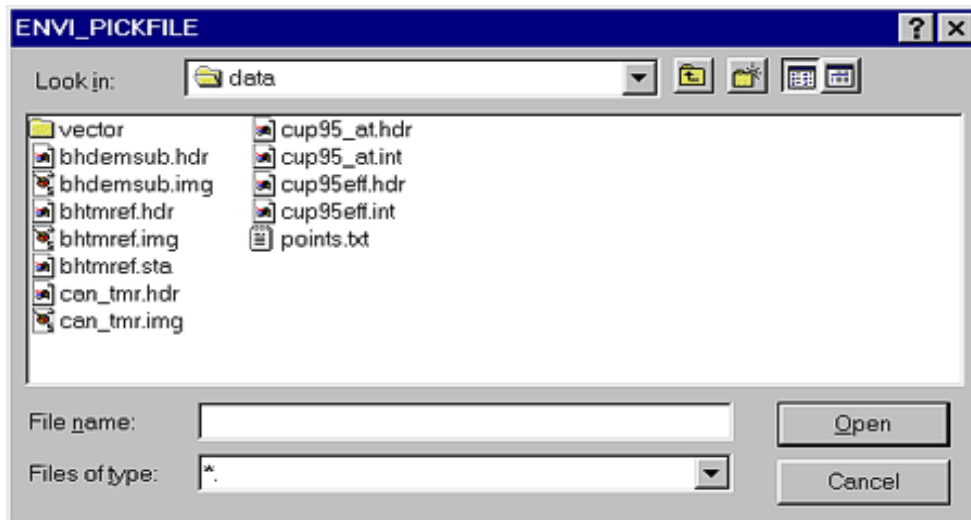 ENVI_PICKFILE
Look in: data
vector
bhdemsub.hdr
bhdemsub.img
bhtmref.hdr
bhtmref.img
bhtmref.sta
can_tmr.hdr
can_tmr.img
cup95_at.hdr
cup95_at.int
cup95eff.hdr
cup95eff.int
points.txt
File name:
Open
Files of type: *.
Cancel